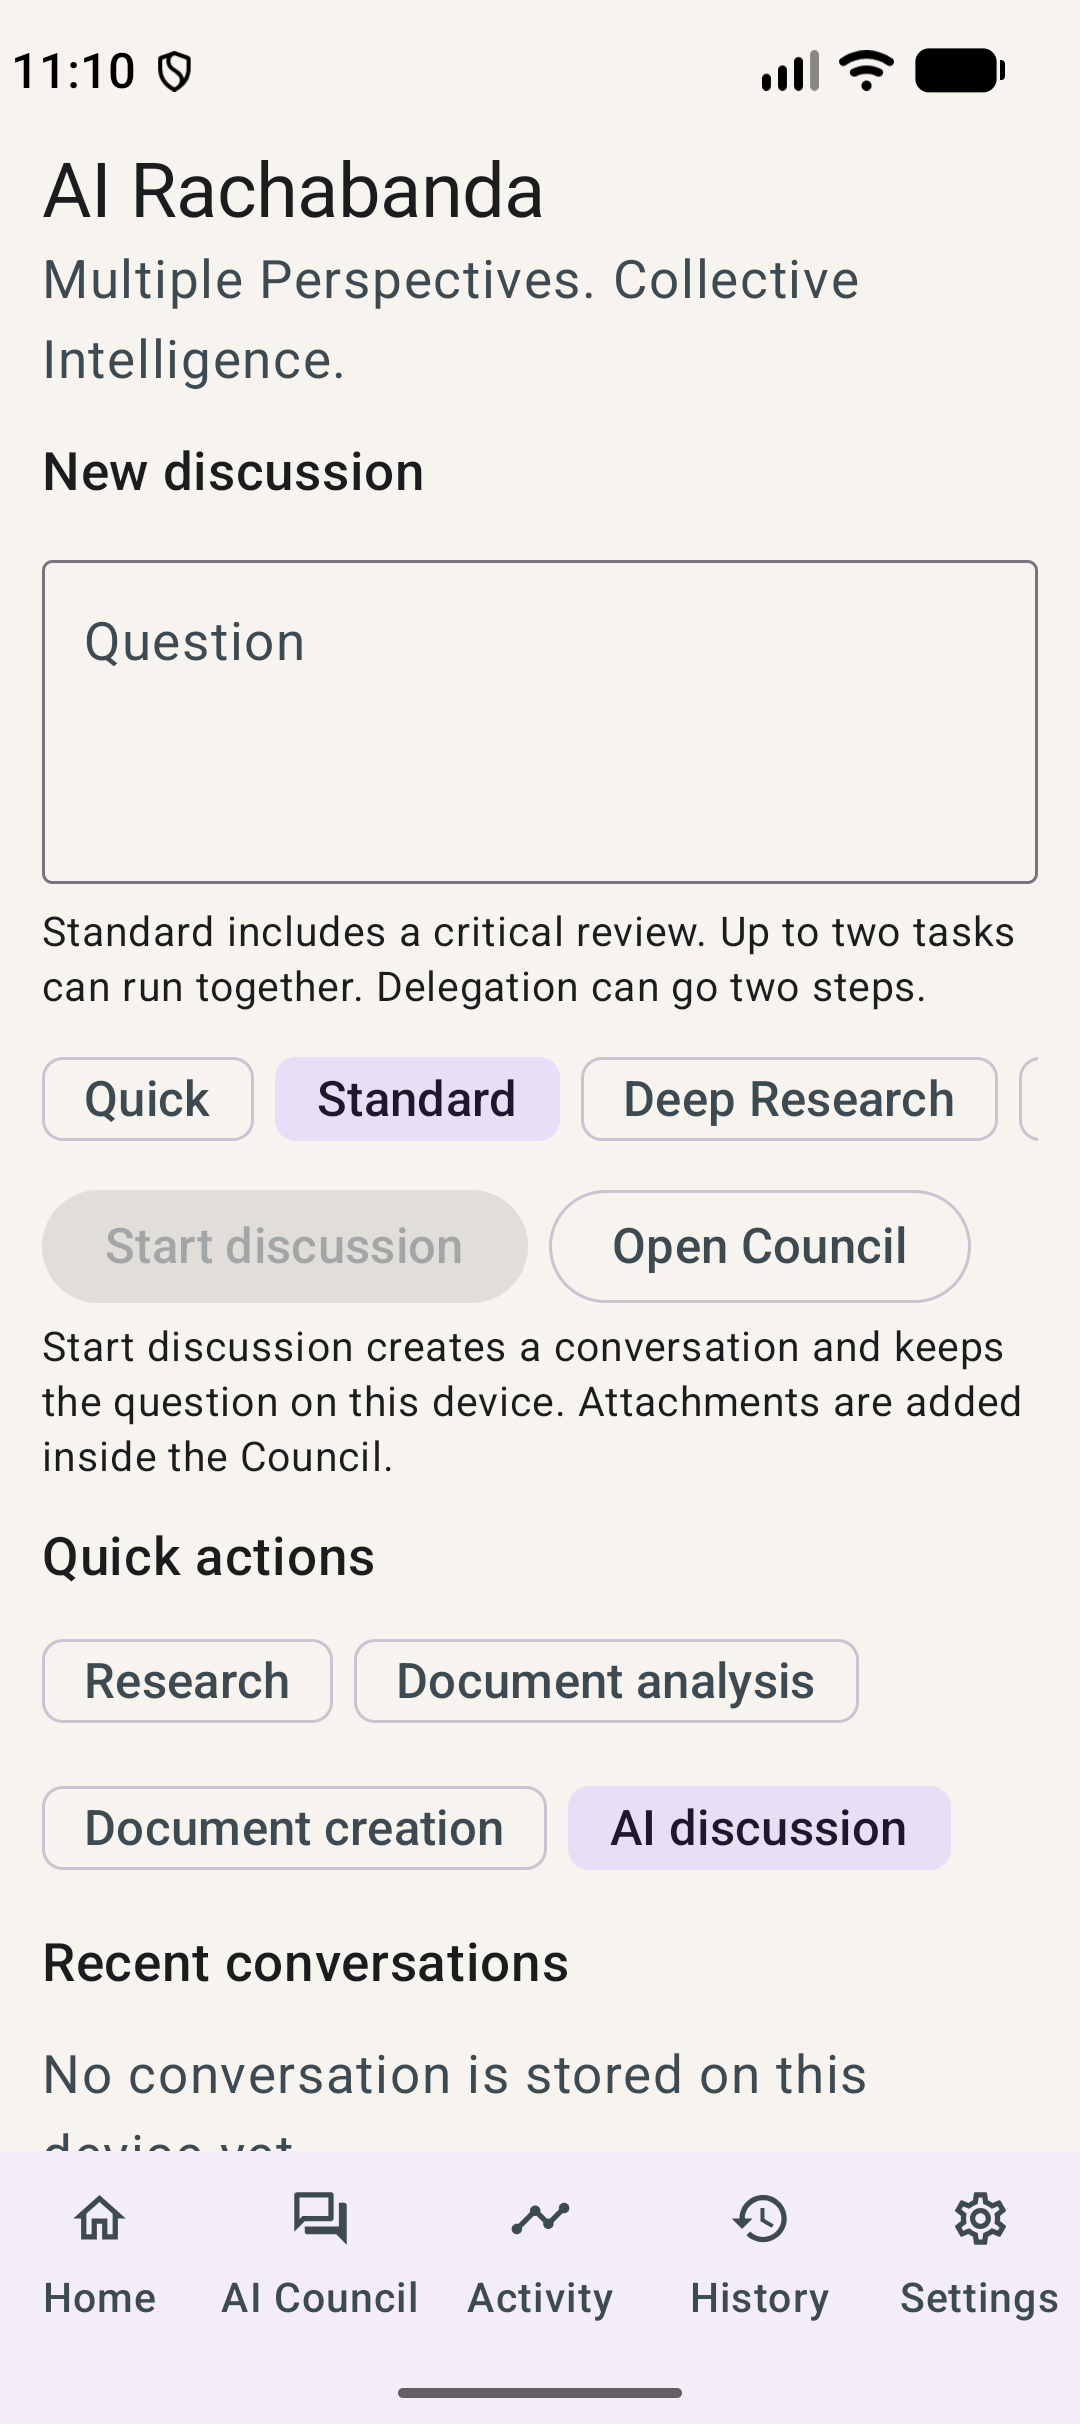 11:10
AI Rachabanda
Multiple Perspectives. Collective
Intelligence.
New discussion
Question
Standard includes a critical review. Up to two tasks
can run together. Delegation can go two steps.
Quick Standard Deep Research
Start discussion Open Council
Start discussion creates a conversation and keeps
the question on this device. Attachments are added
inside the Council.
Quick actions
Research Document analysis
Document creation AI discussion
Recent conversations
No conversation is stored on this
device yet
Home AI Council Activity History Settings